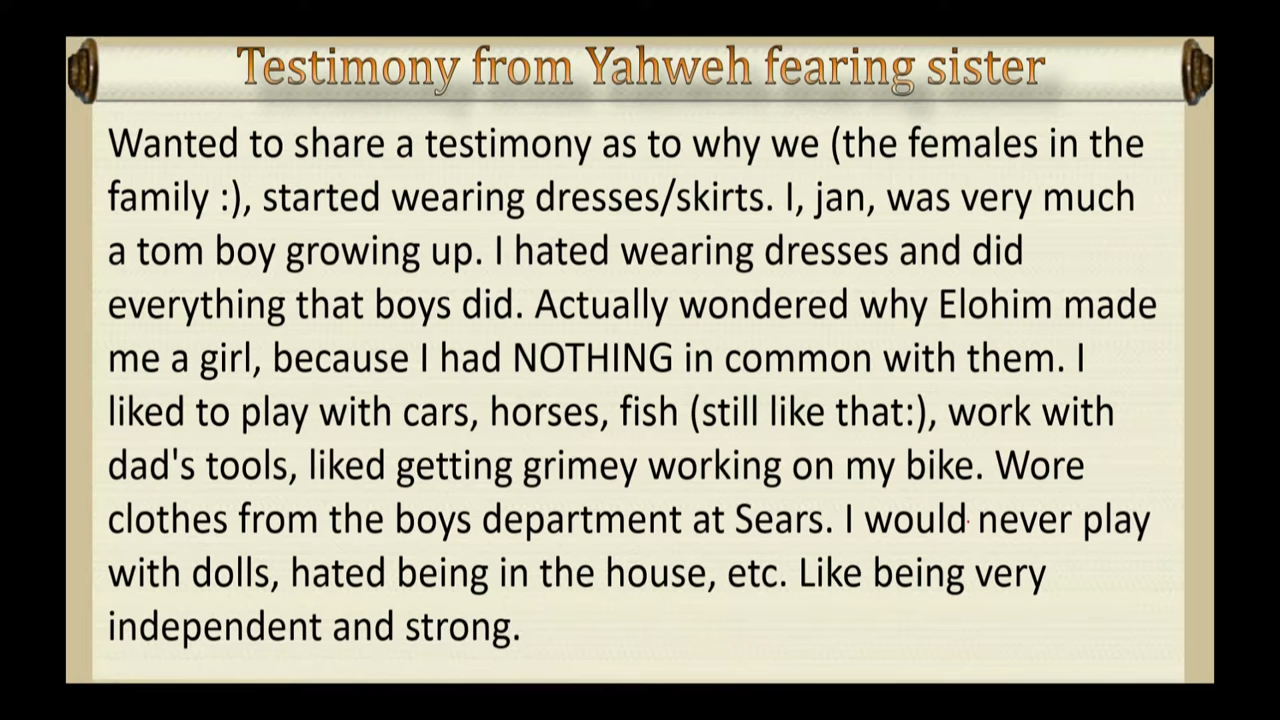 Testimony from Yahweh fearing sister
Wanted to share a testimony as to why we (the females in the
family :), started wearing dresses/skirts. I, jan, was very much
a tom boy growing up. I hated wearing dresses and did
everything that boys did. Actually wondered why Elohim made
me a girl, because I had NOTHING in common with them. I
liked to play with cars, horses, fish (still like that:), work with
dad's tools, liked getting grimey working on my bike. Wore
clothes from the boys department at Sears. I would never play
with dolls, hated being in the house, etc. Like being very
independent and strong.